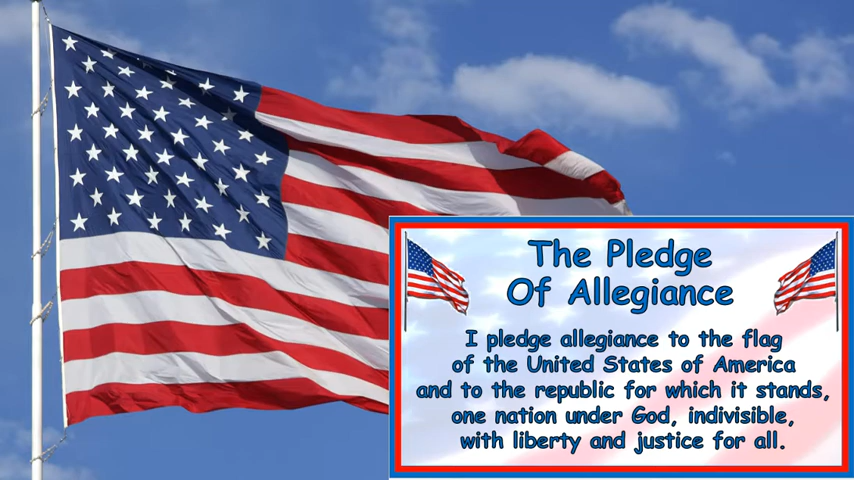 The Pledge
Of Allegiance
I pledge allegiance to the flag
of the United States of America
and to the republic for which it stands,
one nation under God, indivisible,
with liberty and justice for all.